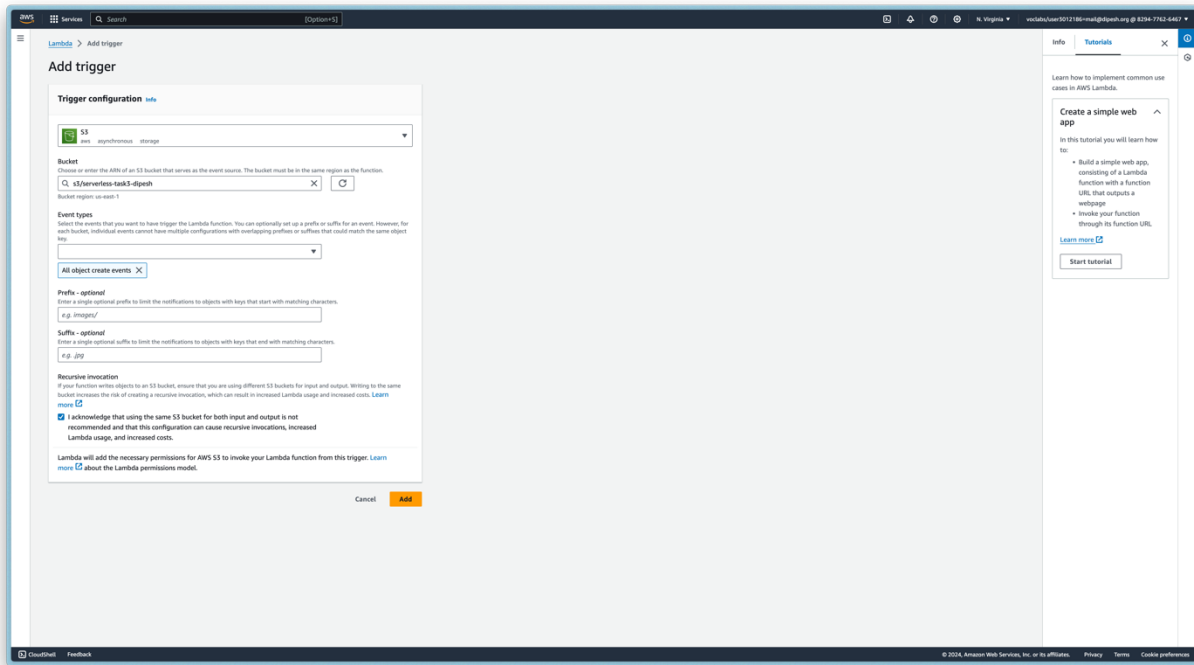 aws
Services
Search
[Option+S]
N. Virginia
voclabs/user3012186=mail@dipesh.org @ 8294-7762-6467
Lambda > Add trigger
Add trigger
Trigger configuration Info
S3
aws asynchronous storage
Bucket
Choose or enter the ARN of an S3 bucket that serves as the event source. The bucket must be in the same region as the function.
s3/serverless-task3-dipesh
Bucket region: us-east-1
Event types
Select the events that you want to have trigger the Lambda function. You can optionally set up a prefix or suffix for an event. However, for
each bucket, individual events cannot have multiple configurations with overlapping prefixes or suffixes that could match the same object
key.
All object create events
Prefix - optional
Enter a single optional prefix to limit the notifications to objects with keys that start with matching characters.
e.g. images/
Suffix - optional
Enter a single optional suffix to limit the notifications to objects with keys that end with matching characters.
e.g. .jpg
Recursive invocation
If your function writes objects to an S3 bucket, ensure that you are using different S3 buckets for input and output. Writing to the same
bucket increases the risk of creating a recursive invocation, which can result in increased Lambda usage and increased costs. Learn
more
I acknowledge that using the same S3 bucket for both input and output is not
recommended and that this configuration can cause recursive invocations, increased
Lambda usage, and increased costs.
Lambda will add the necessary permissions for AWS S3 to invoke your Lambda function from this trigger. Learn
more about the Lambda permissions model.
Cancel
Add
Info
Tutorials
Learn how to implement common use
cases in AWS Lambda.
Create a simple web
app
In this tutorial you will learn how
to:
• Build a simple web app,
consisting of a Lambda
function with a function
URL that outputs a
webpage
• Invoke your function
through its function URL
Learn more
Start tutorial
CloudShell
Feedback
© 2024, Amazon Web Services, Inc. or its affiliates.
Privacy
Terms
Cookie preferences